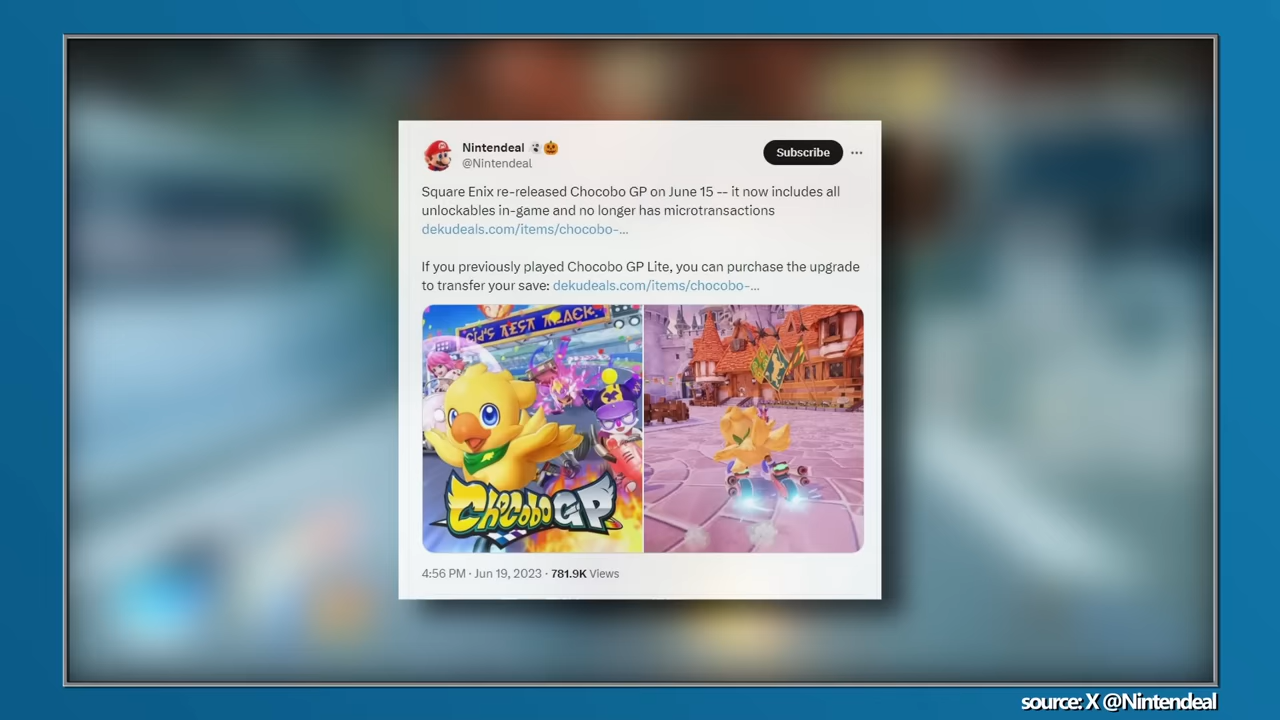 Nintendeal
@Nintendeal
Subscribe
Square Enix re-released Chocobo GP on June 15 -- it now includes all
unlockables in-game and no longer has microtransactions
dekudeals.com/items/chocobo-...
If you previously played Chocobo GP Lite, you can purchase the upgrade
to transfer your save: dekudeals.com/items/chocobo-...
CID'S TEST TRACK
Chocobo GP
4:56 PM · Jun 19, 2023 · 781.9K Views
source: X @Nintendeal